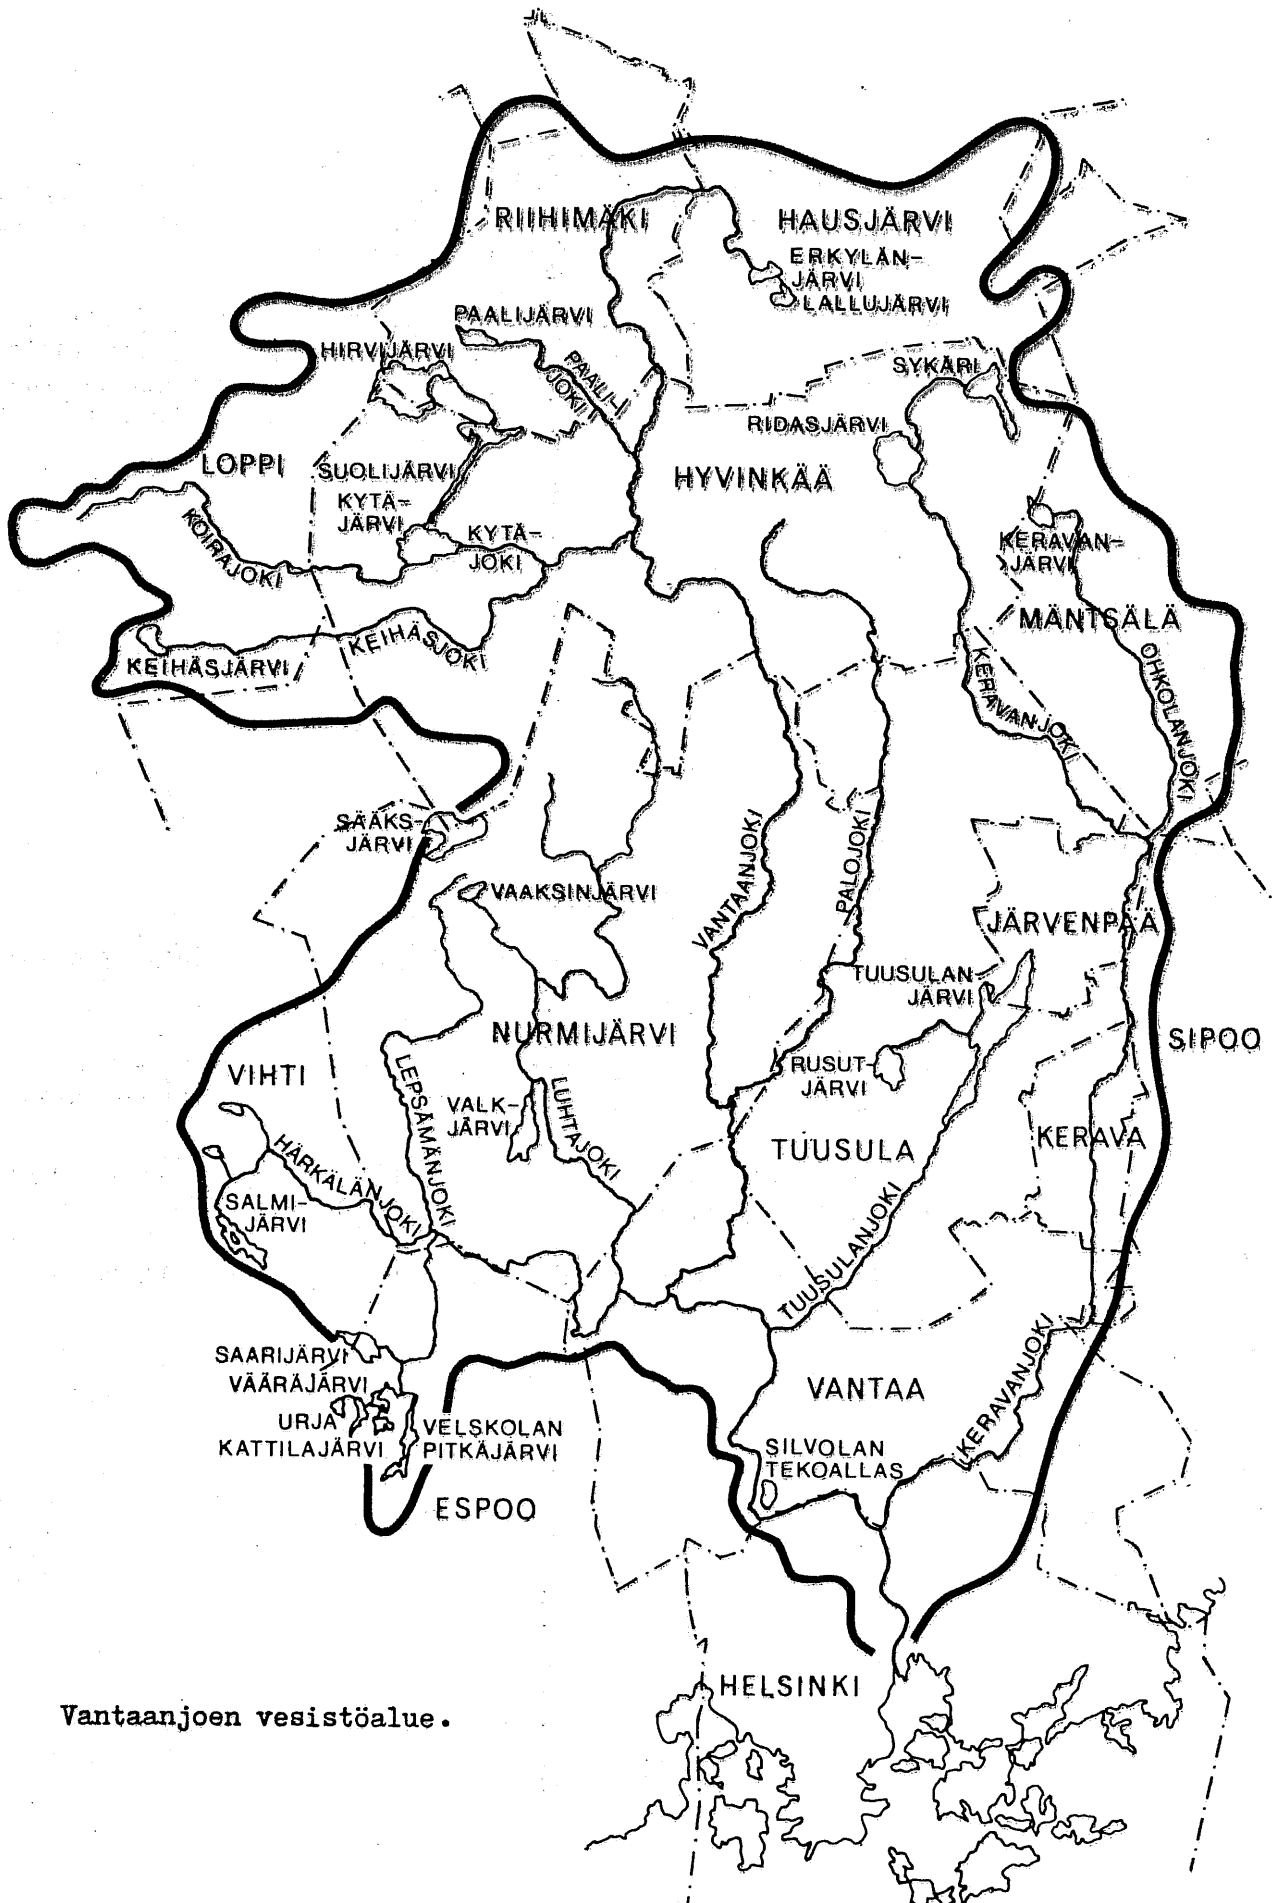 RIIHIMÄKI
HAUSJÄRVI
ERKYLÄN-
JÄRVI
LALLUJÄRVI
PAALIJÄRVI
HIRVIJÄRVI
PAALI-
JOKI
SYKÄRI
RIDASJÄRVI
LOPPI
SUOLIJÄRVI
HYVINKÄÄ
KYTÄ-
JÄRVI
KOIRAJOKI
KYTÄ-
JOKI
KERAVAN-
JÄRVI
MÄNTSÄLÄ
KEIHÄSJÄRVI
KEIHÄSJOKI
KERAVANJOKI
OHKOLANJOKI
SÄÄKS-
JÄRVI
VAAKSINJÄRVI
VANTAANJOKI
PALOJOKI
JÄRVENPÄÄ
TUUSULAN-
JÄRVI
NURMIJÄRVI
SIPOO
VIHTI
LEPSÄMÄNJOKI
RUSUT-
JÄRVI
VALK-
JÄRVI
LUHTAJOKI
KERAVA
TUUSULA
HÄRKÄLÄNJOKI
SALMI-
JÄRVI
TUUSULANJOKI
SAARIJÄRVI
VÄÄRÄJÄRVI
URJA
KATTILAJÄRVI
VELSKOLAN
PITKÄJÄRVI
VANTAA
KERAVANJOKI
SILVOLAN
TEKOALLAS
ESPOO
HELSINKI
Vantaanjoen vesistöalue.